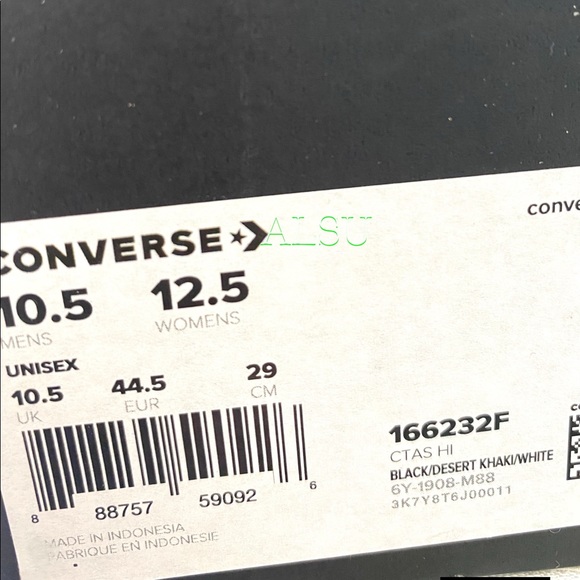 CONVERSE
ALSU
conve
10.5 12.5
MENS WOMENS
UNISEX
10.5 44.5 29
UK EUR CM
166232F
CTAS HI
BLACK/DESERT KHAKI/WHITE
6Y-1908-M88
3K7Y8T6J00011
8 88757 59092 6
MADE IN INDONESIA
FABRIQUE EN INDONESIE